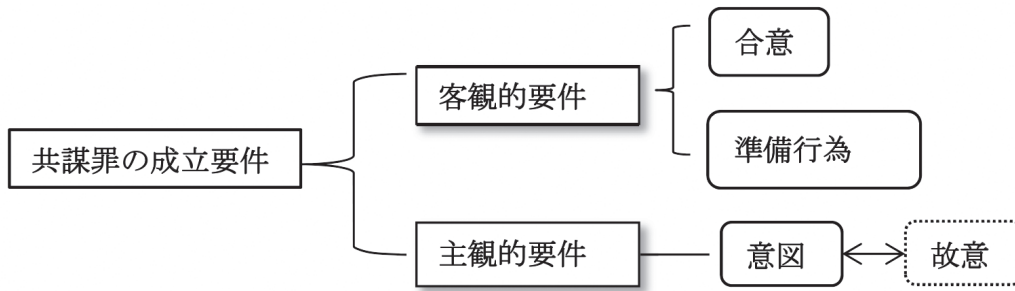 共謀罪の成立要件
客観的要件
合意
準備行為
主観的要件
意図
故意